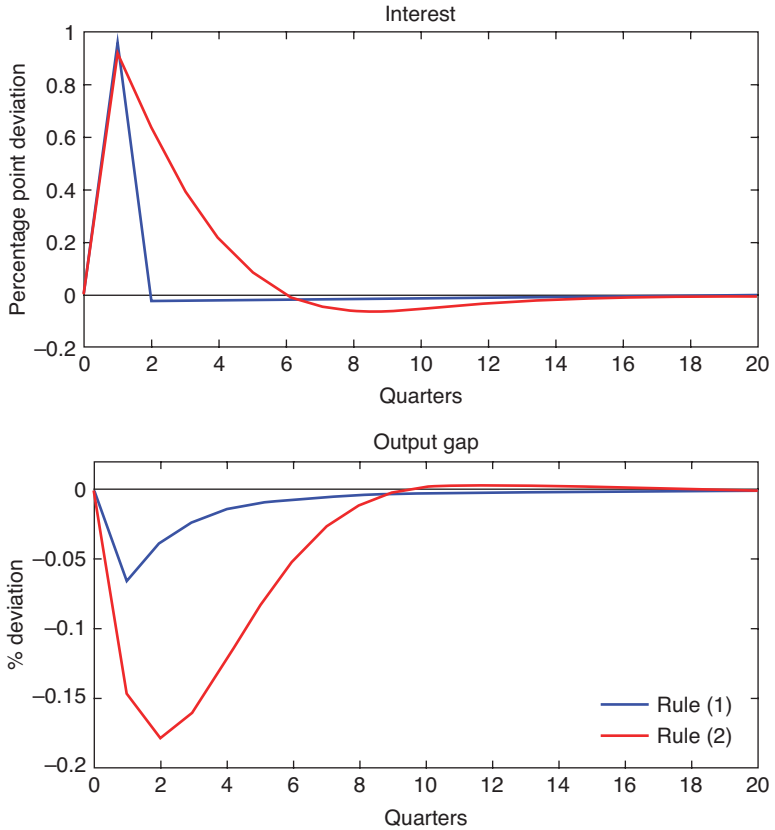 Interest
Percentage point deviation
1
0.8
0.6
0.4
0.2
0
–0.2
0 2 4 6 8 10 12 14 16 18 20
Quarters
Output gap
% deviation
0
–0.05
–0.1
–0.15
–0.2
Rule (1)
Rule (2)
0 2 4 6 8 10 12 14 16 18 20
Quarters